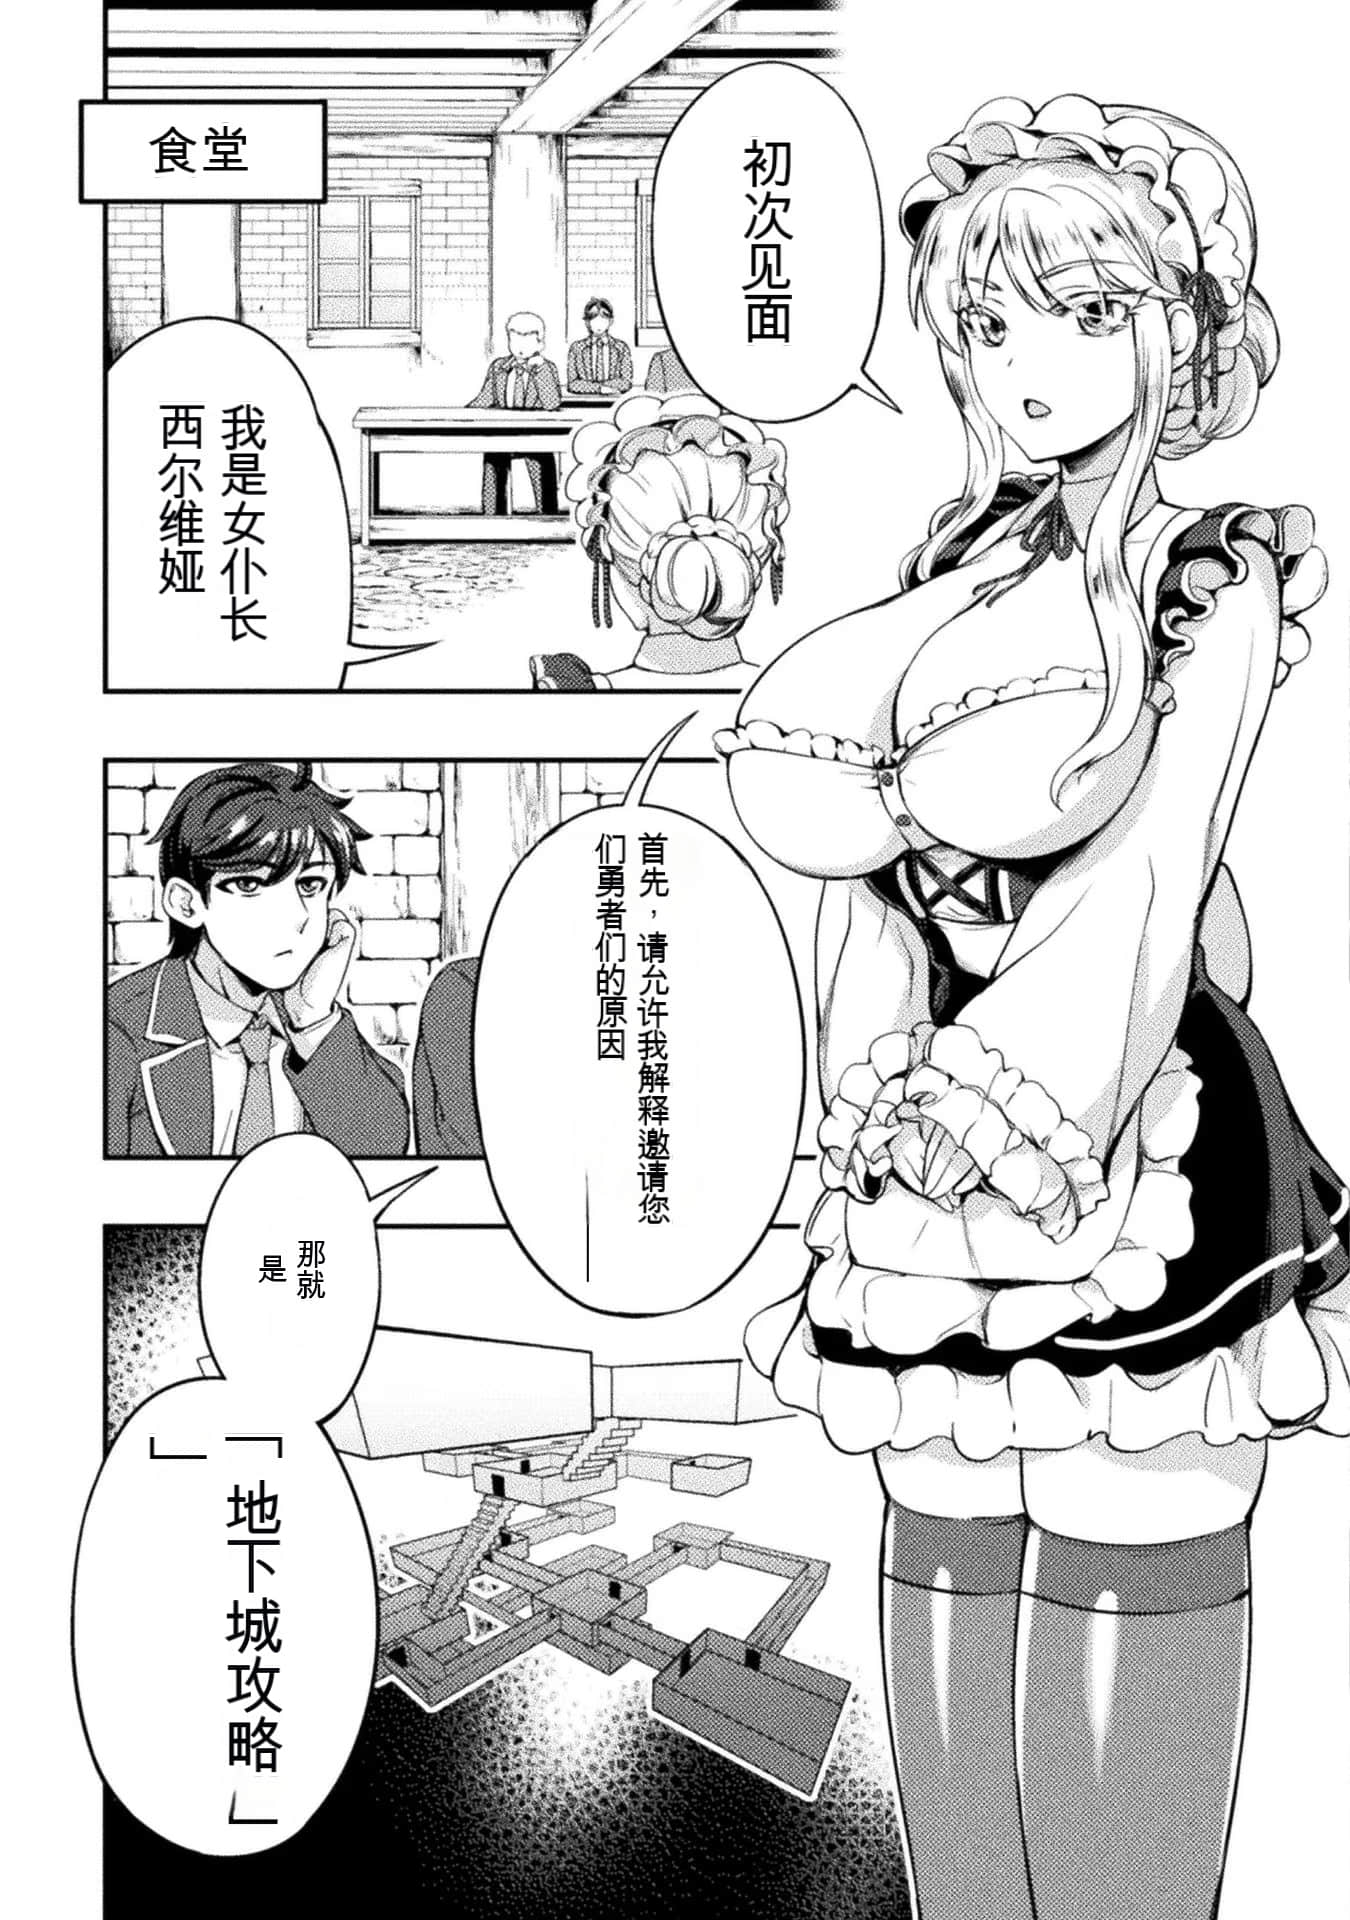 食堂
初次见面
我是女仆长
西尔维娅
首先，请允许我解释邀请您
们勇者们的原因
——
那就
是
「地下城攻略」
」